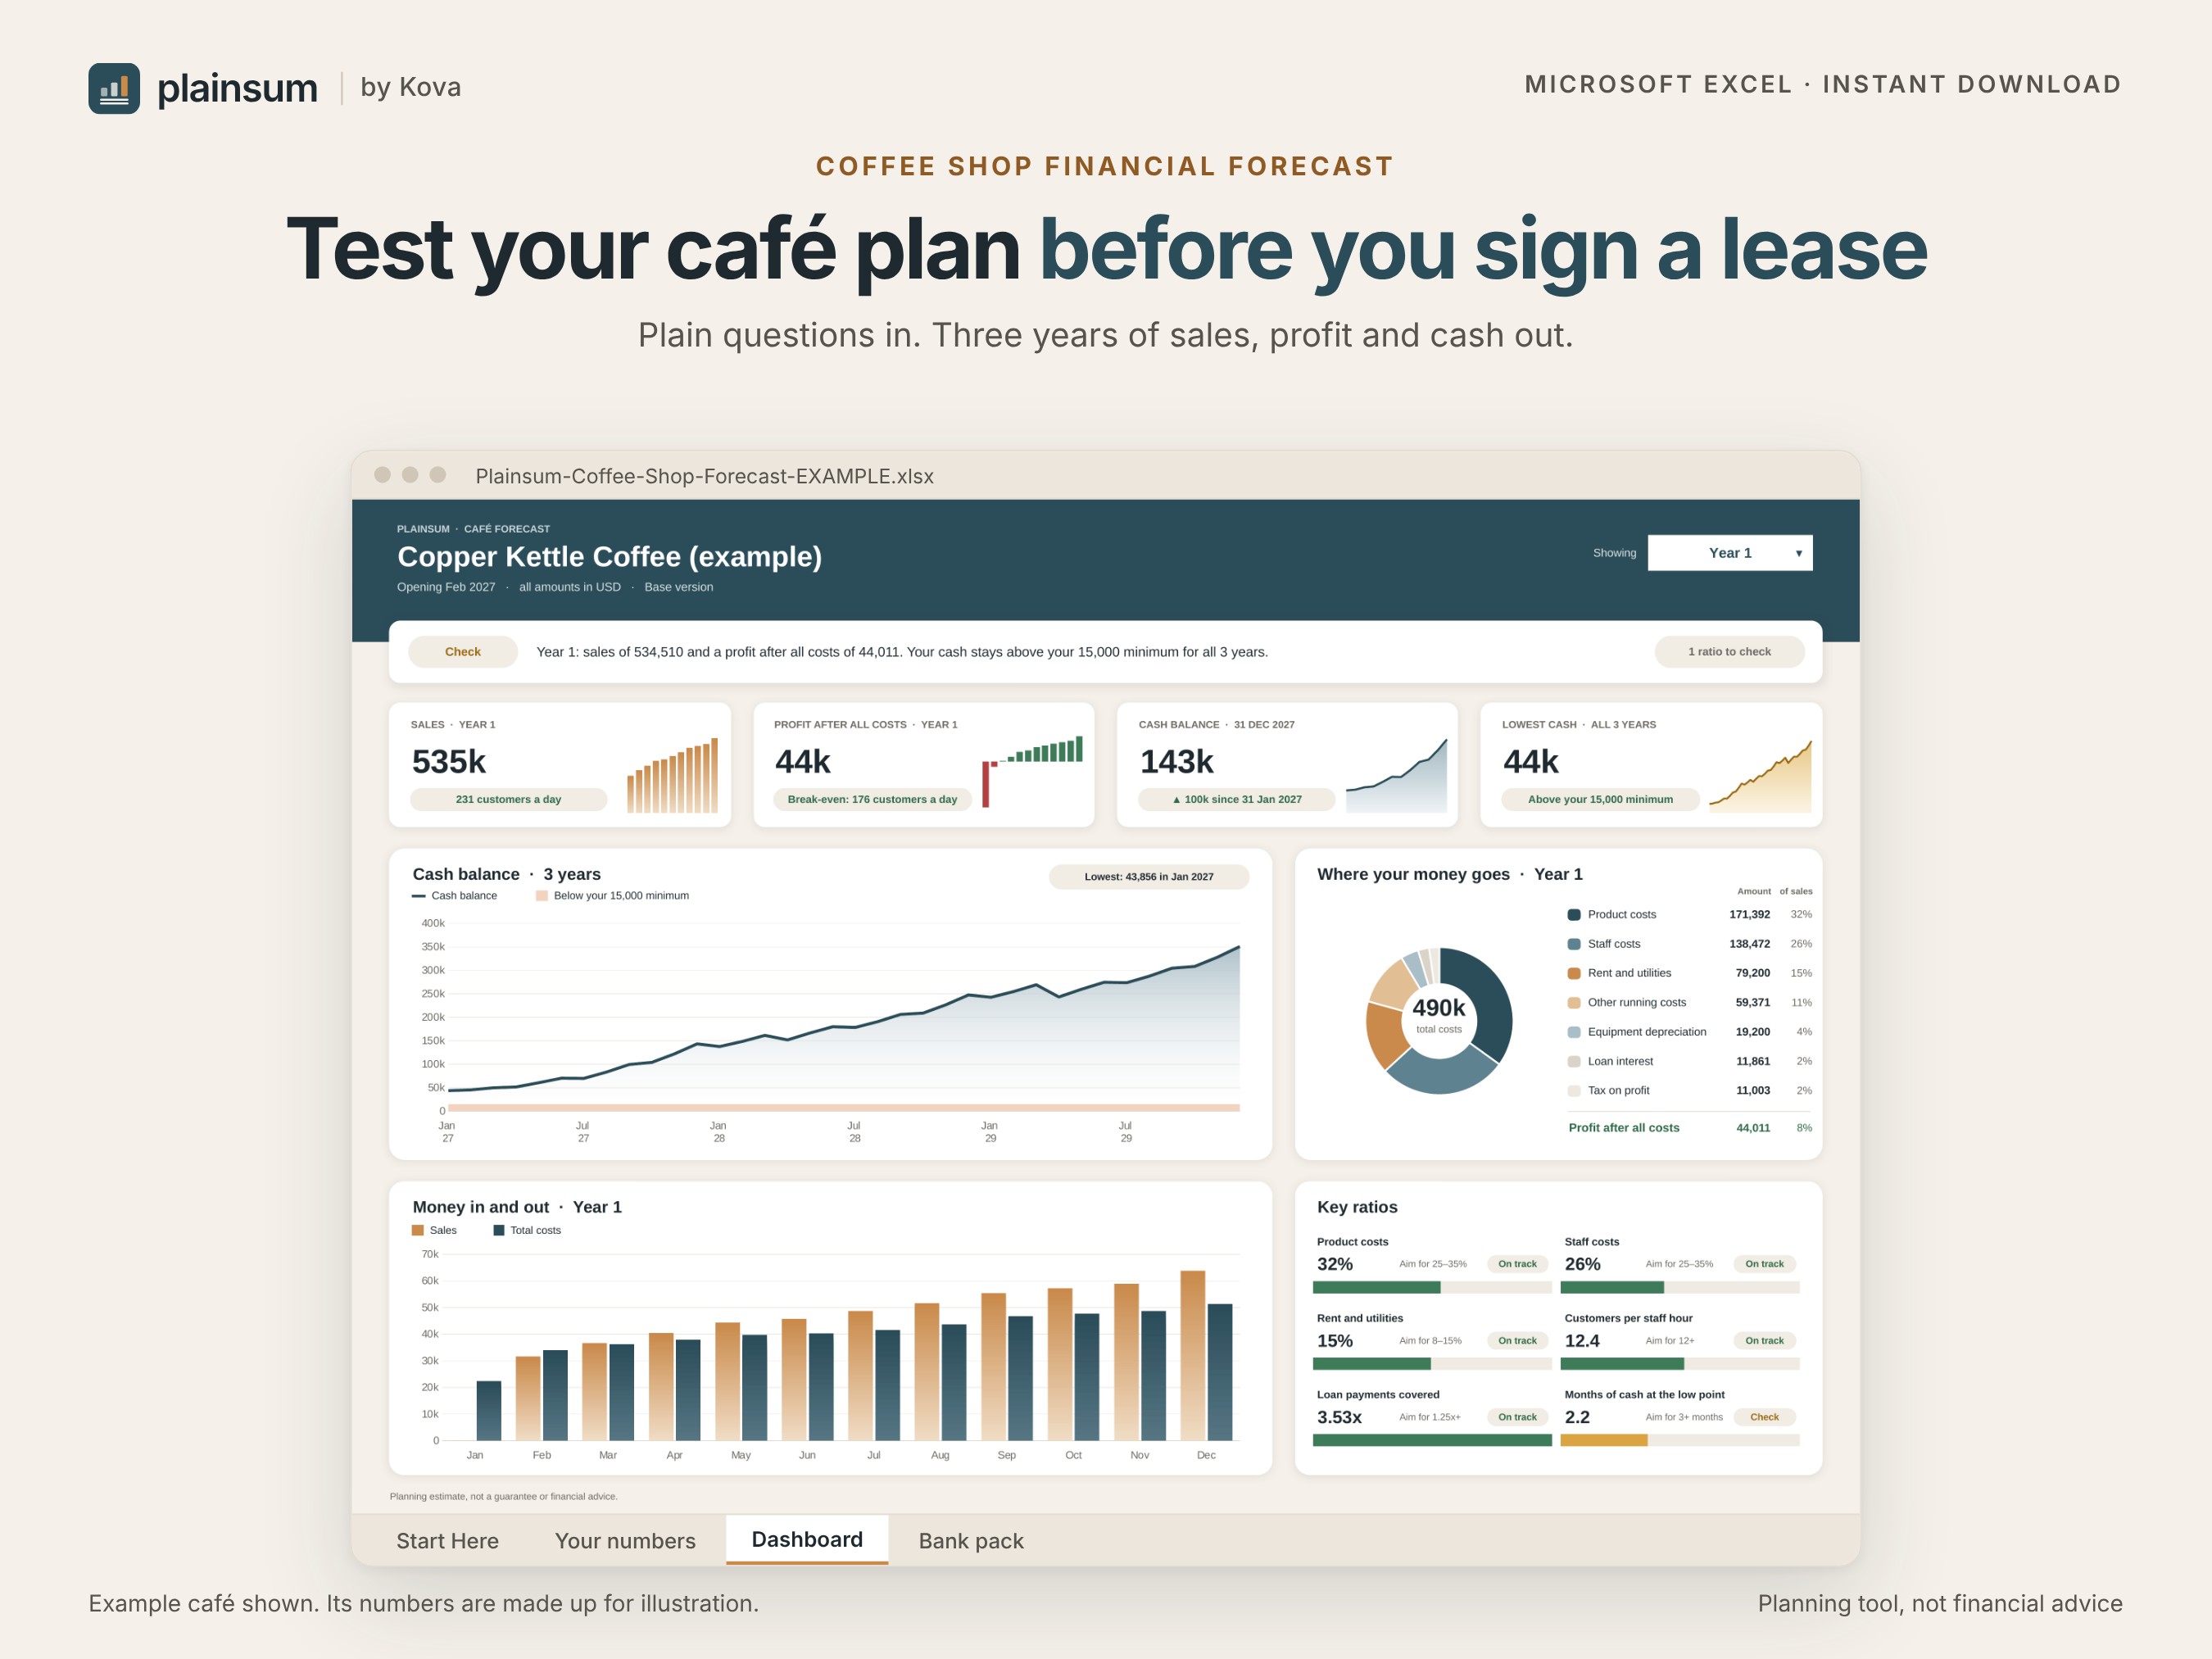 plainsum | by Kova
MICROSOFT EXCEL · INSTANT DOWNLOAD
COFFEE SHOP FINANCIAL FORECAST
Test your café plan before you sign a lease
Plain questions in. Three years of sales, profit and cash out.
Plainsum-Coffee-Shop-Forecast-EXAMPLE.xlsx
PLAINSUM · CAFÉ FORECAST
Copper Kettle Coffee (example)
Opening Feb 2027 · all amounts in USD · Base version
Showing
Year 1 ▾
Check
Year 1: sales of 534,510 and a profit after all costs of 44,011. Your cash stays above your 15,000 minimum for all 3 years.
1 ratio to check
SALES · YEAR 1
535k
231 customers a day
PROFIT AFTER ALL COSTS · YEAR 1
44k
Break-even: 176 customers a day
CASH BALANCE · 31 DEC 2027
143k
▲ 100k since 31 Jan 2027
LOWEST CASH · ALL 3 YEARS
44k
Above your 15,000 minimum
Cash balance · 3 years
Lowest: 43,856 in Jan 2027
Cash balance
Below your 15,000 minimum
400k
350k
300k
250k
200k
150k
100k
50k
0
Jan 27
Jul 27
Jan 28
Jul 28
Jan 29
Jul 29
Where your money goes · Year 1
Amount of sales
490k
total costs
Product costs 171,392 32%
Staff costs 138,472 26%
Rent and utilities 79,200 15%
Other running costs 59,371 11%
Equipment depreciation 19,200 4%
Loan interest 11,861 2%
Tax on profit 11,003 2%
Profit after all costs 44,011 8%
Money in and out · Year 1
Sales
Total costs
70k
60k
50k
40k
30k
20k
10k
0
Jan Feb Mar Apr May Jun Jul Aug Sep Oct Nov Dec
Key ratios
Product costs
32% Aim for 25–35% On track
Staff costs
26% Aim for 25–35% On track
Rent and utilities
15% Aim for 8–15% On track
Customers per staff hour
12.4 Aim for 12+ On track
Loan payments covered
3.53x Aim for 1.25x+ On track
Months of cash at the low point
2.2 Aim for 3+ months Check
Planning estimate, not a guarantee or financial advice.
Start Here Your numbers Dashboard Bank pack
Example café shown. Its numbers are made up for illustration.
Planning tool, not financial advice